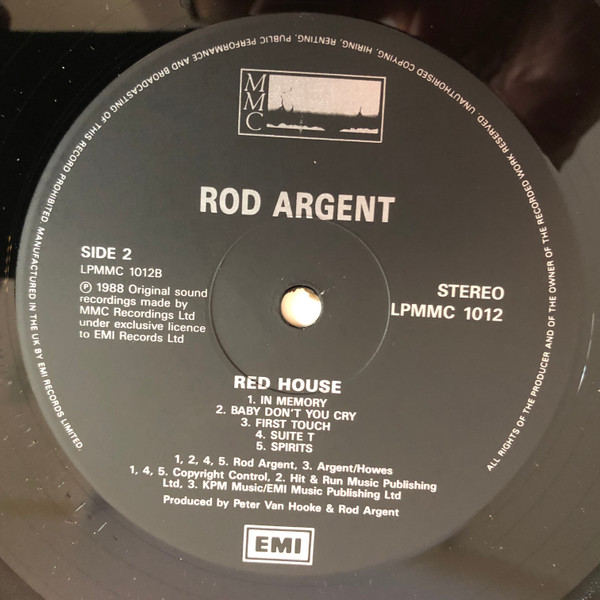 MMC
ROD ARGENT
SIDE 2
LPMMC 1012B
Ⓟ 1988 Original sound
recordings made by
MMC Recordings Ltd
under exclusive licence
to EMI Records Ltd
STEREO
LPMMC 1012
RED HOUSE
1. IN MEMORY
2. BABY DON'T YOU CRY
3. FIRST TOUCH
4. SUITE T
5. SPIRITS
1, 2, 4, 5. Rod Argent, 3. Argent/Howes
1, 4, 5. Copyright Control, 2. Hit & Run Music Publishing
Ltd, 3. KPM Music/EMI Music Publishing Ltd
Produced by Peter Van Hooke & Rod Argent
EMI
ALL RIGHTS OF THE PRODUCER AND OF THE OWNER OF THE RECORDED WORK RESERVED. UNAUTHORISED COPYING, HIRING, RENTING, PUBLIC PERFORMANCE AND BROADCASTING OF THIS RECORD PROHIBITED. MANUFACTURED IN THE UK BY EMI RECORDS LIMITED.